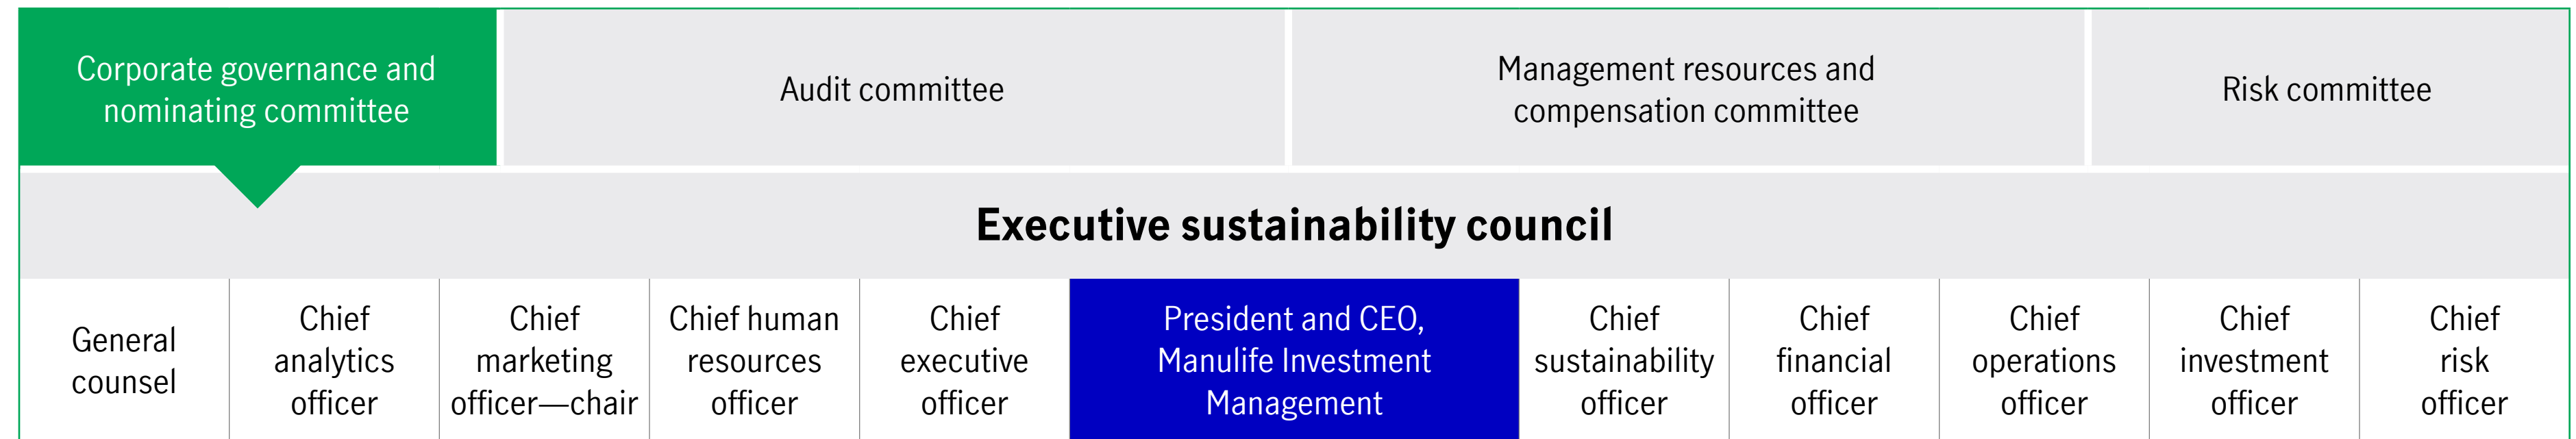 Corporate governance and
nominating committee
Audit committee
Management resources and
compensation committee
Risk committee
Executive sustainability council
General
counsel
Chief
analytics
officer
Chief
marketing
officer—chair
Chief human
resources
officer
Chief
executive
officer
President and CEO,
Manulife Investment
Management
Chief
sustainability
officer
Chief
financial
officer
Chief
operations
officer
Chief
investment
officer
Chief
risk
officer